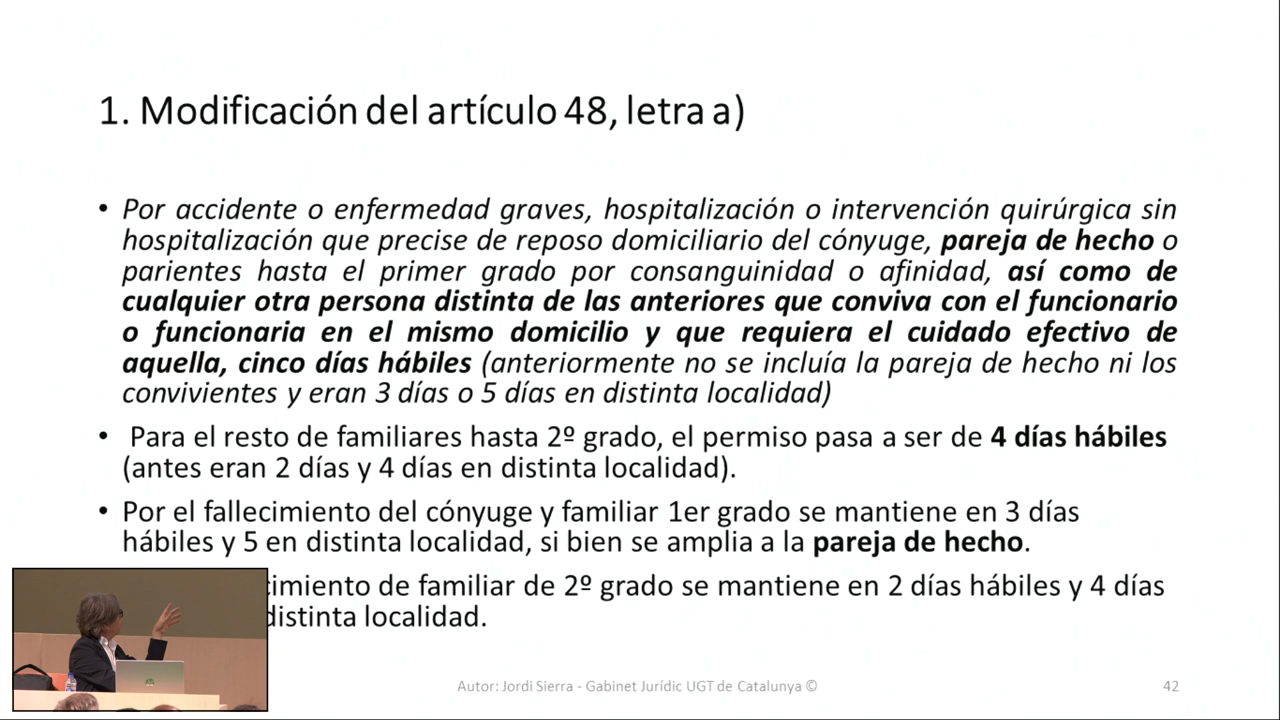 1. Modificación del artículo 48, letra a)
• Por accidente o enfermedad graves, hospitalización o intervención quirúrgica sin
hospitalización que precise de reposo domiciliario del cónyuge, pareja de hecho o
parientes hasta el primer grado por consanguinidad o afinidad, así como de
cualquier otra persona distinta de las anteriores que conviva con el funcionario
o funcionaria en el mismo domicilio y que requiera el cuidado efectivo de
aquella, cinco días hábiles (anteriormente no se incluía la pareja de hecho ni los
convivientes y eran 3 días o 5 días en distinta localidad)
• Para el resto de familiares hasta 2º grado, el permiso pasa a ser de 4 días hábiles
(antes eran 2 días y 4 días en distinta localidad).
• Por el fallecimiento del cónyuge y familiar 1er grado se mantiene en 3 días
hábiles y 5 en distinta localidad, si bien se amplia a la pareja de hecho.
cimiento de familiar de 2º grado se mantiene en 2 días hábiles y 4 días
distinta localidad.
Autor: Jordi Sierra - Gabinet Jurídic UGT de Catalunya ©
42